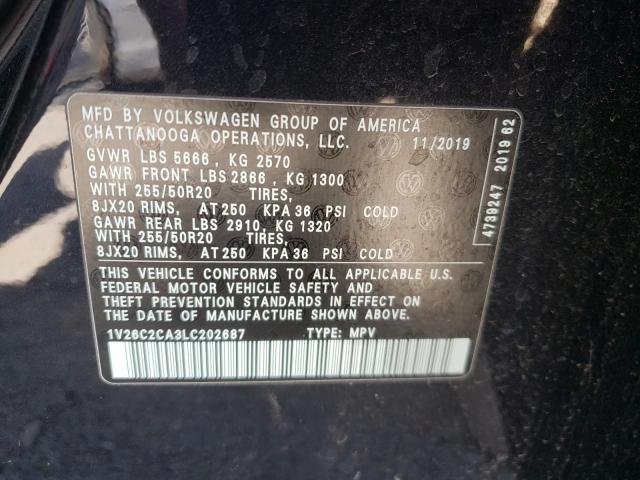 MFD BY VOLKSWAGEN GROUP OF AMERICA
CHATTANOOGA OPERATIONS, LLC. 11/2019
GVWR LBS 5666, KG 2570
GAWR FRONT LBS 2866, KG 1300
WITH 255/50R20 TIRES,
8JX20 RIMS, AT 250 KPA 36 PSI COLD
GAWR REAR LBS 2910, KG 1320
WITH 255/50R20 TIRES,
8JX20 RIMS, AT 250 KPA 36 PSI COLD
THIS VEHICLE CONFORMS TO ALL APPLICABLE U.S.
FEDERAL MOTOR VEHICLE SAFETY AND
THEFT PREVENTION STANDARDS IN EFFECT ON
THE DATE OF MANUFACTURE SHOWN ABOVE.
1V26C2CA3LC202687 TYPE: MPV
4739247 2019 62